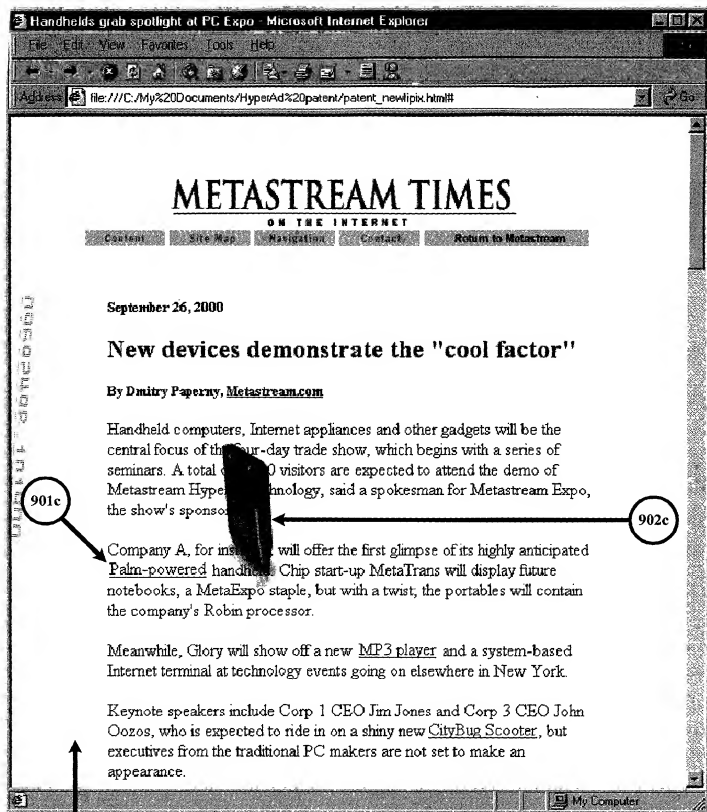 Handhelds grab spotlight at PC Expo - Microsoft Internet Explorer
File Edit View Favorites Tools Help
Address file:///C:/My%20Documents/HyperAd%20patent/patent_newlipix.html# Go
METASTREAM TIMES
ON THE INTERNET
Content Site Map Navigation Contact Return to Metastream
September 26, 2000
New devices demonstrate the "cool factor"
By Dmitry Paperny, Metastream.com
Handheld computers, Internet appliances and other gadgets will be the
central focus of the four-day trade show, which begins with a series of
seminars. A total 0 visitors are expected to attend the demo of
Metastream Hyper hnology, said a spokesman for Metastream Expo,
the show's sponsor
901c
902c
Company A, for ins will offer the first glimpse of its highly anticipated
Palm-powered handhe Chip start-up MetaTrans will display future
notebooks, a MetaExpo staple, but with a twist; the portables will contain
the company's Robin processor.
Meanwhile, Glory will show off a new MP3 player and a system-based
Internet terminal at technology events going on elsewhere in New York.
Keynote speakers include Corp 1 CEO Jim Jones and Corp 3 CEO John
Oozos, who is expected to ride in on a shiny new CityBug Scooter, but
executives from the traditional PC makers are not set to make an
appearance.
My Computer